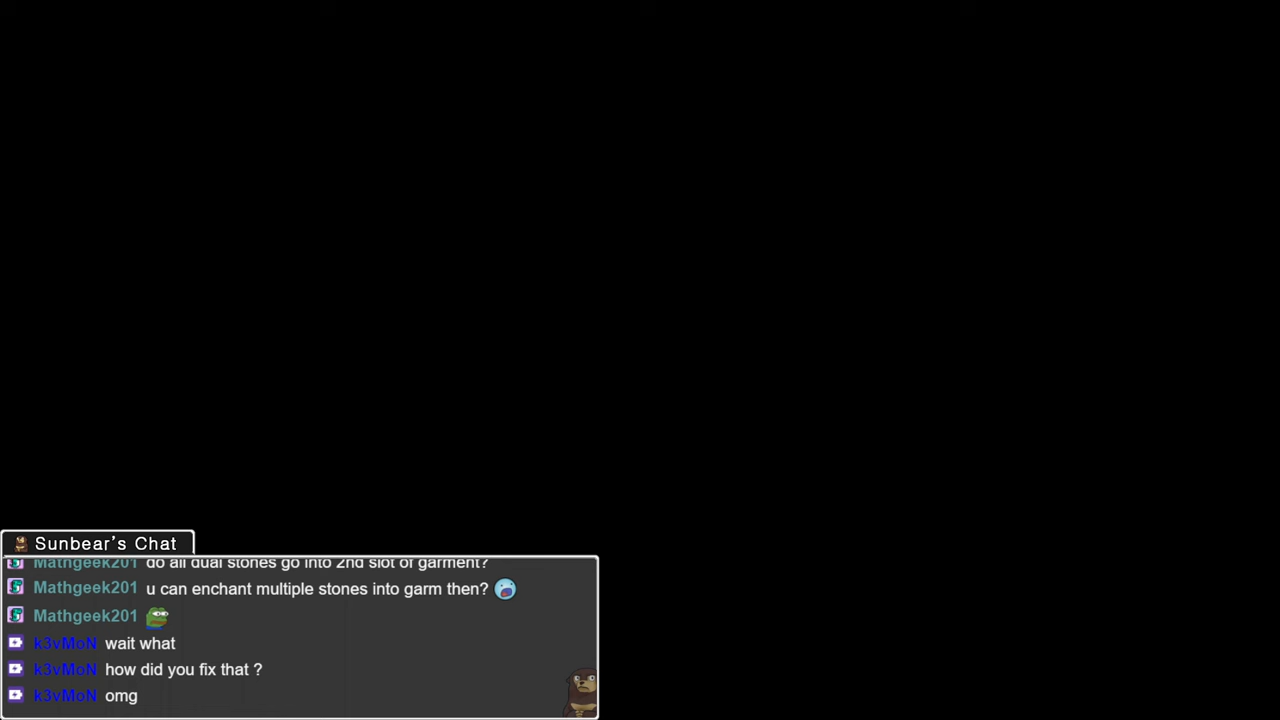 Sunbear's Chat
Mathgeek201 do all dual stones go into 2nd slot of garment?
Mathgeek201 u can enchant multiple stones into garm then?
Mathgeek201
k3vMoN wait what
k3vMoN how did you fix that ?
k3vMoN omg